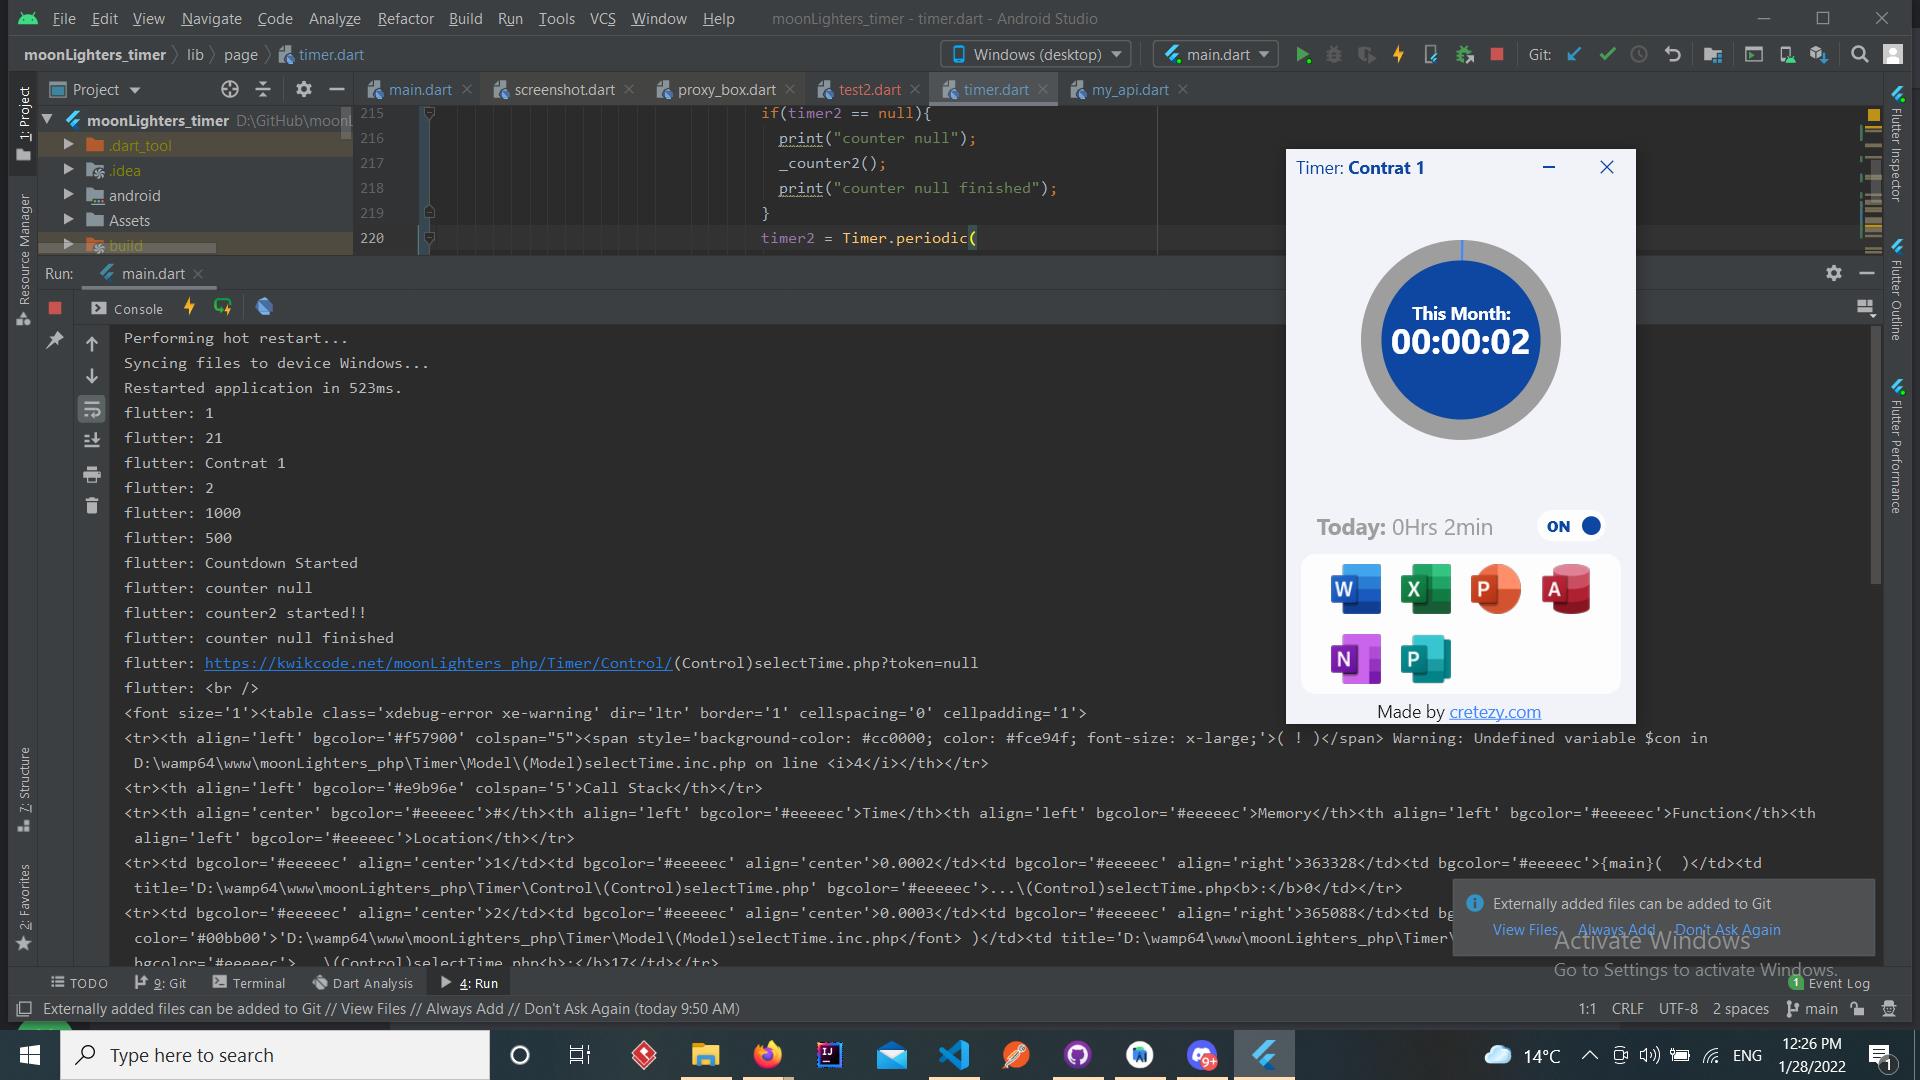 File Edit View Navigate Code Analyze Refactor Build Run Tools VCS Window Help moonLighters_timer - timer.dart - Android Studio
moonLighters_timer lib page timer.dart
Windows (desktop) main.dart Git:
Project
main.dart screenshot.dart proxy_box.dart test2.dart timer.dart my_api.dart
moonLighters_timer D:\GitHub\moonL
.dart_tool
.idea
android
Assets
build
215 if(timer2 == null){
216 print("counter null");
217 _counter2();
218 print("counter null finished");
219 }
220 timer2 = Timer.periodic(
1: Project
Resource Manager
7: Structure
2: Favorites
Flutter Inspector
Flutter Outline
Flutter Performance
Run: main.dart
Console
Performing hot restart...
Syncing files to device Windows...
Restarted application in 523ms.
flutter: 1
flutter: 21
flutter: Contrat 1
flutter: 2
flutter: 1000
flutter: 500
flutter: Countdown Started
flutter: counter null
flutter: counter2 started!!
flutter: counter null finished
flutter: https://kwikcode.net/moonLighters_php/Timer/Control/(Control)selectTime.php?token=null
flutter: <br />
<font size='1'><table class='xdebug-error xe-warning' dir='ltr' border='1' cellspacing='0' cellpadding='1'>
<tr><th align='left' bgcolor='#f57900' colspan="5"><span style='background-color: #cc0000; color: #fce94f; font-size: x-large;'>( ! )</span> Warning: Undefined variable $con in
D:\wamp64\www\moonLighters_php\Timer\Model\(Model)selectTime.inc.php on line <i>4</i></th></tr>
<tr><th align='left' bgcolor='#e9b96e' colspan='5'>Call Stack</th></tr>
<tr><th align='center' bgcolor='#eeeeec'>#</th><th align='left' bgcolor='#eeeeec'>Time</th><th align='left' bgcolor='#eeeeec'>Memory</th><th align='left' bgcolor='#eeeeec'>Function</th><th
align='left' bgcolor='#eeeeec'>Location</th></tr>
<tr><td bgcolor='#eeeeec' align='center'>1</td><td bgcolor='#eeeeec' align='center'>0.0002</td><td bgcolor='#eeeeec' align='right'>363328</td><td bgcolor='#eeeeec'>{main}(  )</td><td
title='D:\wamp64\www\moonLighters_php\Timer\Control\(Control)selectTime.php' bgcolor='#eeeeec'>...\(Control)selectTime.php<b>:</b>0</td></tr>
<tr><td bgcolor='#eeeeec' align='center'>2</td><td bgcolor='#eeeeec' align='center'>0.0003</td><td bgcolor='#eeeeec' align='right'>365088</td><td bg
color='#00bb00'>'D:\wamp64\www\moonLighters_php\Timer\Model\(Model)selectTime.inc.php</font> )</td><td title='D:\wamp64\www\moonLighters_php\Timer\
bgcolor='#eeeeec'>...\(Control)selectTime.php<b>:</b>17</td></tr>
Timer: Contrat 1
This Month:
00:00:02
Today: 0Hrs 2min ON
W X P A
N P
Made by cretezy.com
Externally added files can be added to Git
View Files Always Add Don't Ask Again
Activate Windows
Go to Settings to activate Windows.
TODO 9: Git Terminal Dart Analysis 4: Run 1 Event Log
Externally added files can be added to Git // View Files // Always Add // Don't Ask Again (today 9:50 AM) 1:1 CRLF UTF-8 2 spaces main
Type here to search
IJ
9+
14°C ENG
12:26 PM
1/28/2022
1